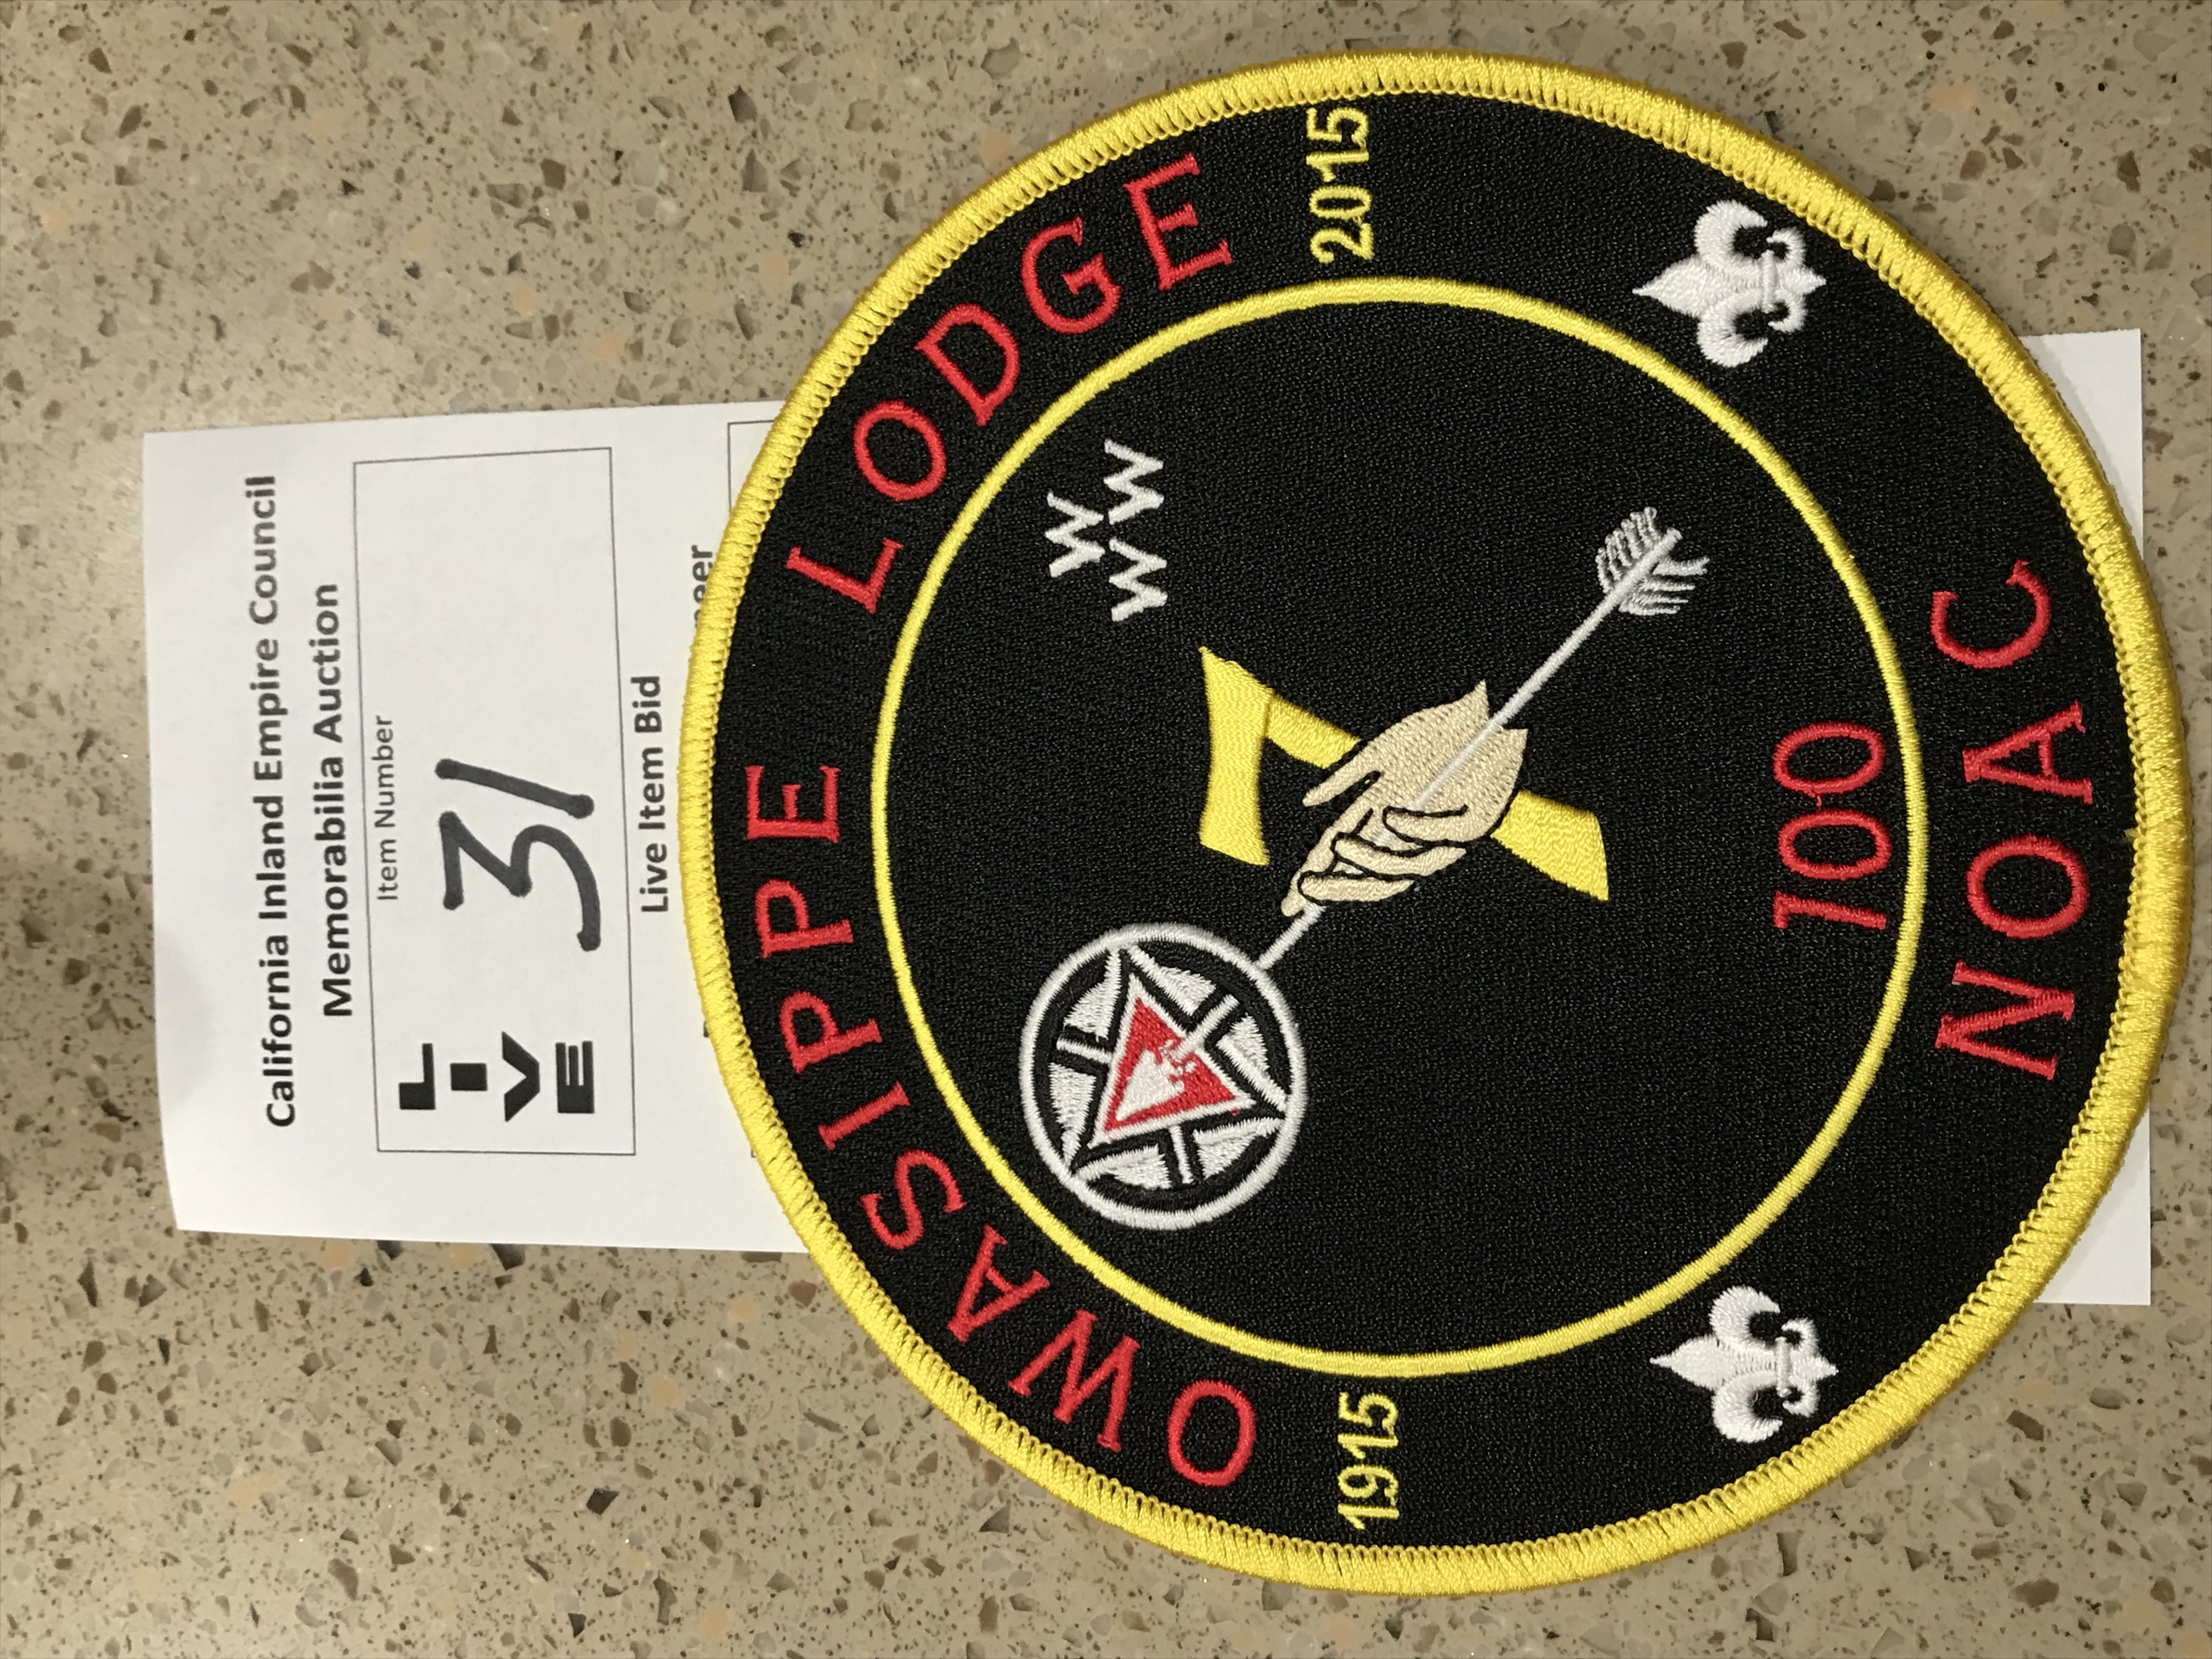 California Inland Empire Council
Memorabilia Auction
Item Number
LIVE
31
Live Item Bid
OWASIPPE LODGE
1915
2015
W
WW
7
100
NOAC